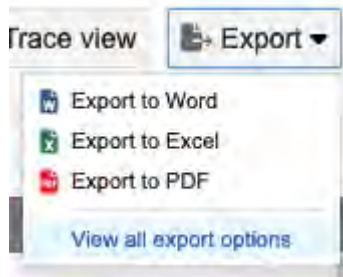 Trace view Export
Export to Word
Export to Excel
Export to PDF
View all export options